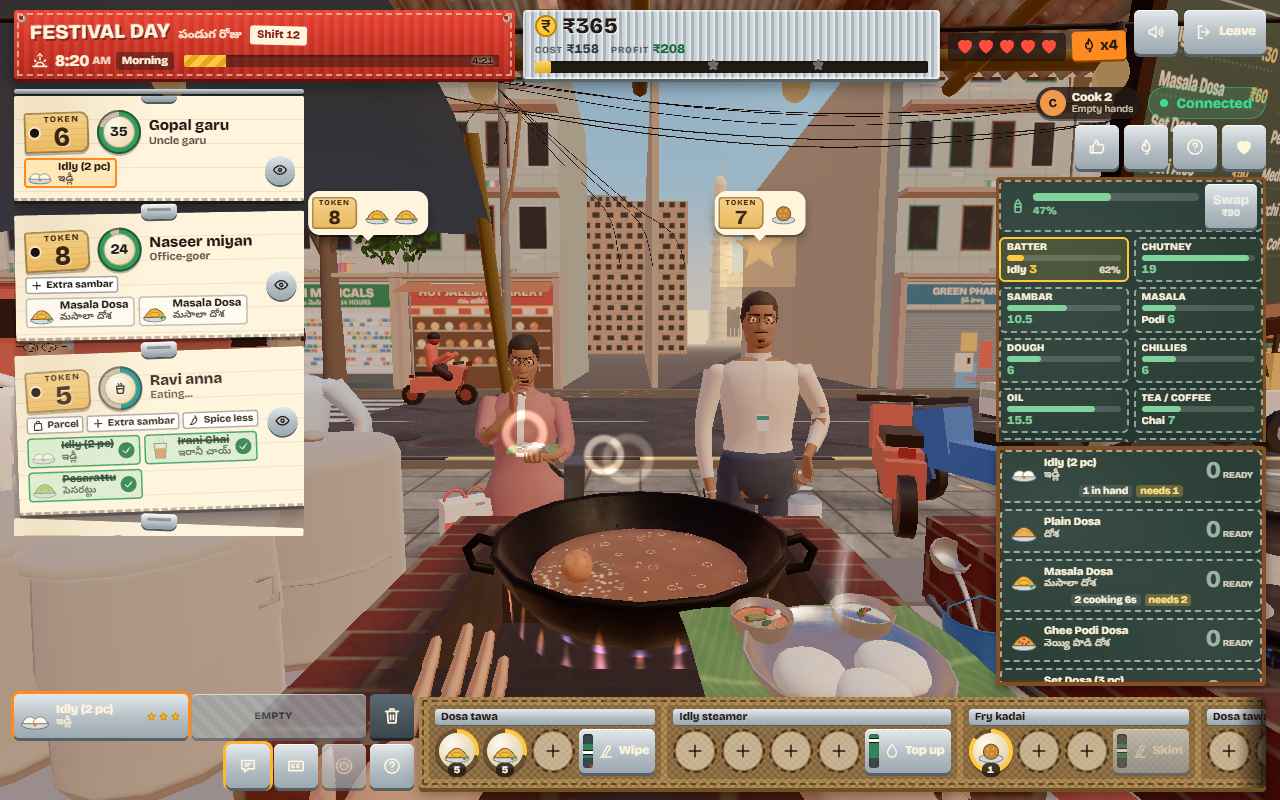 FESTIVAL DAY పండుగ రోజు Shift 12
8:20 AM Morning 4:21
₹365
COST ₹158 PROFIT ₹208
x4
Leave
Masala Dosa ₹60
Set Dosa
C Cook 2
Empty hands
Connected
TOKEN
6
35
Gopal garu
Uncle garu
Idly (2 pc)
ఇడ్లీ
TOKEN
8
24
Naseer miyan
Office-goer
+ Extra sambar
Masala Dosa
మసాలా దోశ
Masala Dosa
మసాలా దోశ
TOKEN
5
Ravi anna
Eating...
Parcel
+ Extra sambar
Spice less
Idly (2 pc)
ఇడ్లీ
Irani Chai
ఇరానీ చాయ్
Pesarattu
పెసరట్టు
TOKEN
8
TOKEN
7
GREEN PHAR
47%
Swap
₹90
BATTER
Idly 3 62%
CHUTNEY
19
SAMBAR
10.5
MASALA
Podi 6
DOUGH
6
CHILLIES
6
OIL
15.5
TEA / COFFEE
Chai 7
Idly (2 pc)
ఇడ్లీ
0 READY
1 in hand needs 1
Plain Dosa
దోశ
0 READY
Masala Dosa
మసాలా దోశ
0 READY
2 cooking 6s needs 2
Ghee Podi Dosa
నెయ్యి పొడి దోశ
0 READY
Set Dosa (3 pc)
Idly (2 pc)
ఇడ్లీ
EMPTY
Dosa tawa
5
5
+
Wipe
Idly steamer
+ + + +
Top up
Fry kadai
1
+ +
Skim
Dosa tawa
+